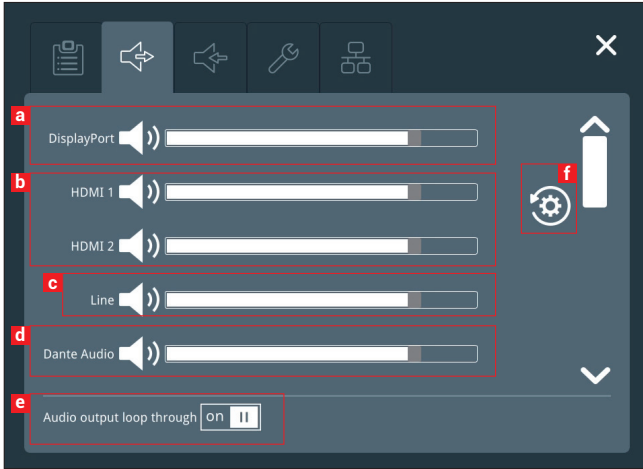 a
DisplayPort
b
HDMI 1
f
HDMI 2
c
Line
d
Dante Audio
e
Audio output loop through on